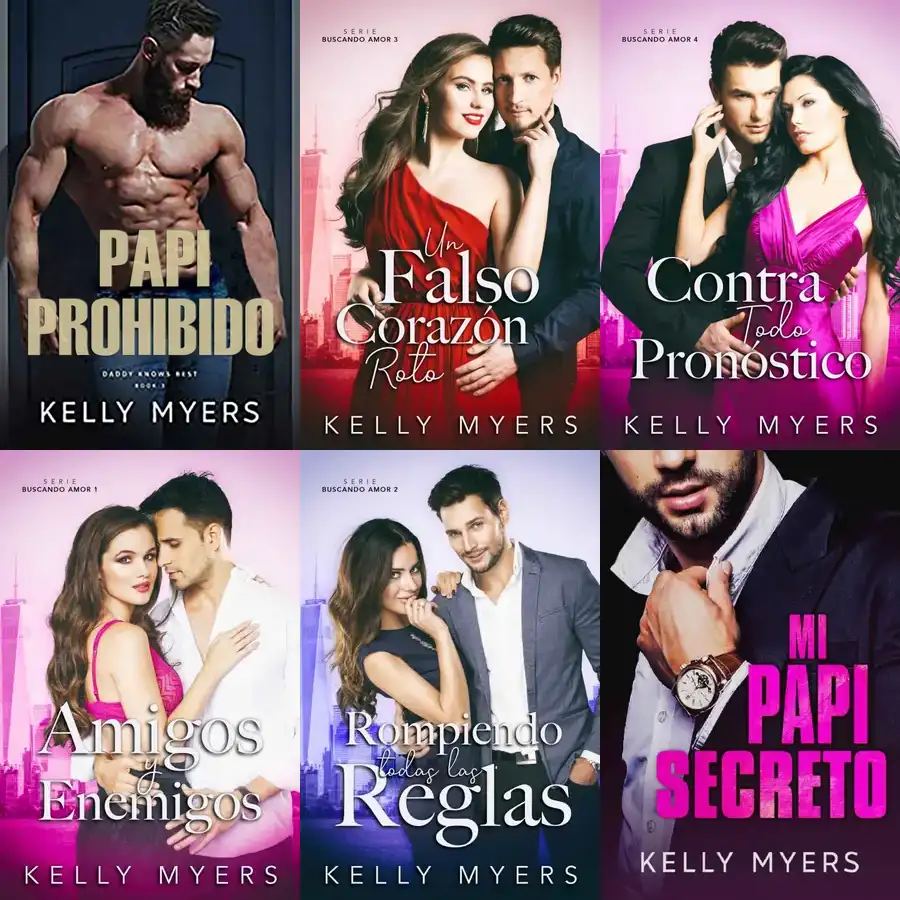 PAPI
PROHIBIDO
DADDY KNOWS BEST
BOOK 3
KELLY MYERS
SERIE
BUSCANDO AMOR 3
Un
Falso
Corazón
Roto
KELLY MYERS
SERIE
BUSCANDO AMOR 4
Contra
Todo
Pronóstico
KELLY MYERS
SERIE
BUSCANDO AMOR 1
Amigos
y
Enemigos
KELLY MYERS
SERIE
BUSCANDO AMOR 2
Rompiendo
todas las
Reglas
KELLY MYERS
MI
PAPI
SECRETO
KELLY MYERS